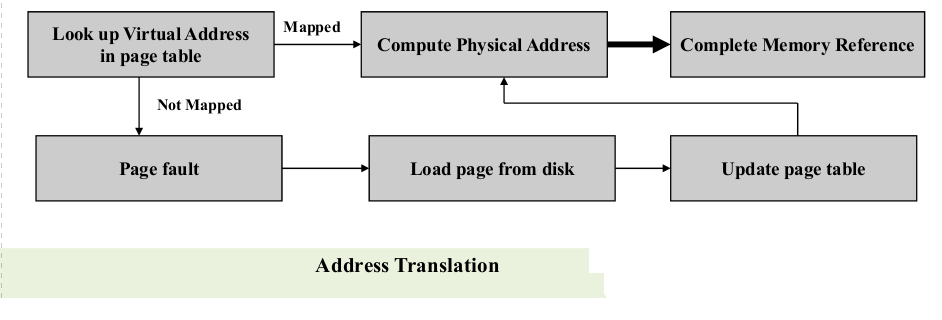 Look up Virtual Address
in page table
Mapped
Compute Physical Address
Complete Memory Reference
Not Mapped
Page fault
Load page from disk
Update page table
Address Translation